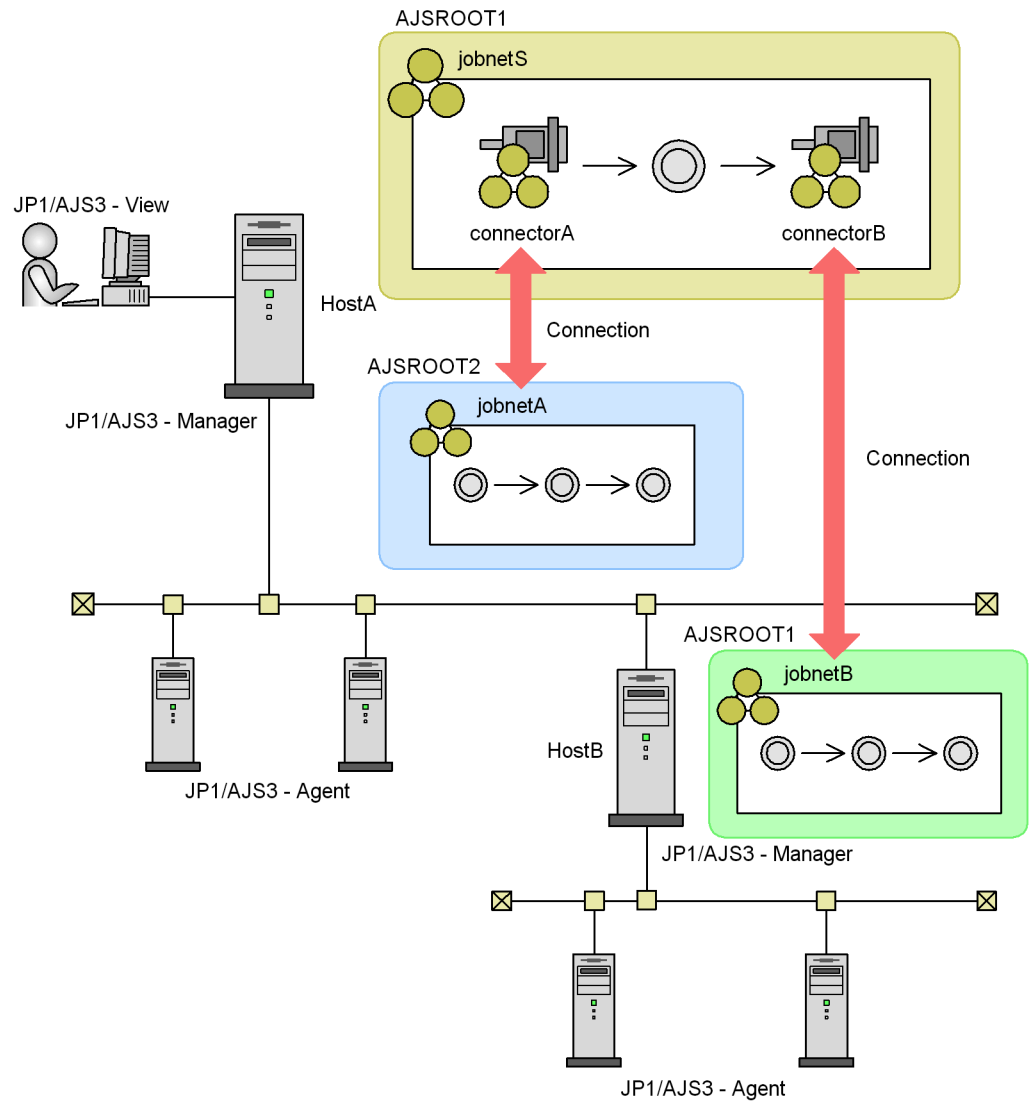 AJSROOT1
jobnetS
JP1/AJS3 - View
connectorA
connectorB
HostA
Connection
AJSROOT2
jobnetA
JP1/AJS3 - Manager
Connection
AJSROOT1
jobnetB
HostB
JP1/AJS3 - Agent
JP1/AJS3 - Manager
JP1/AJS3 - Agent